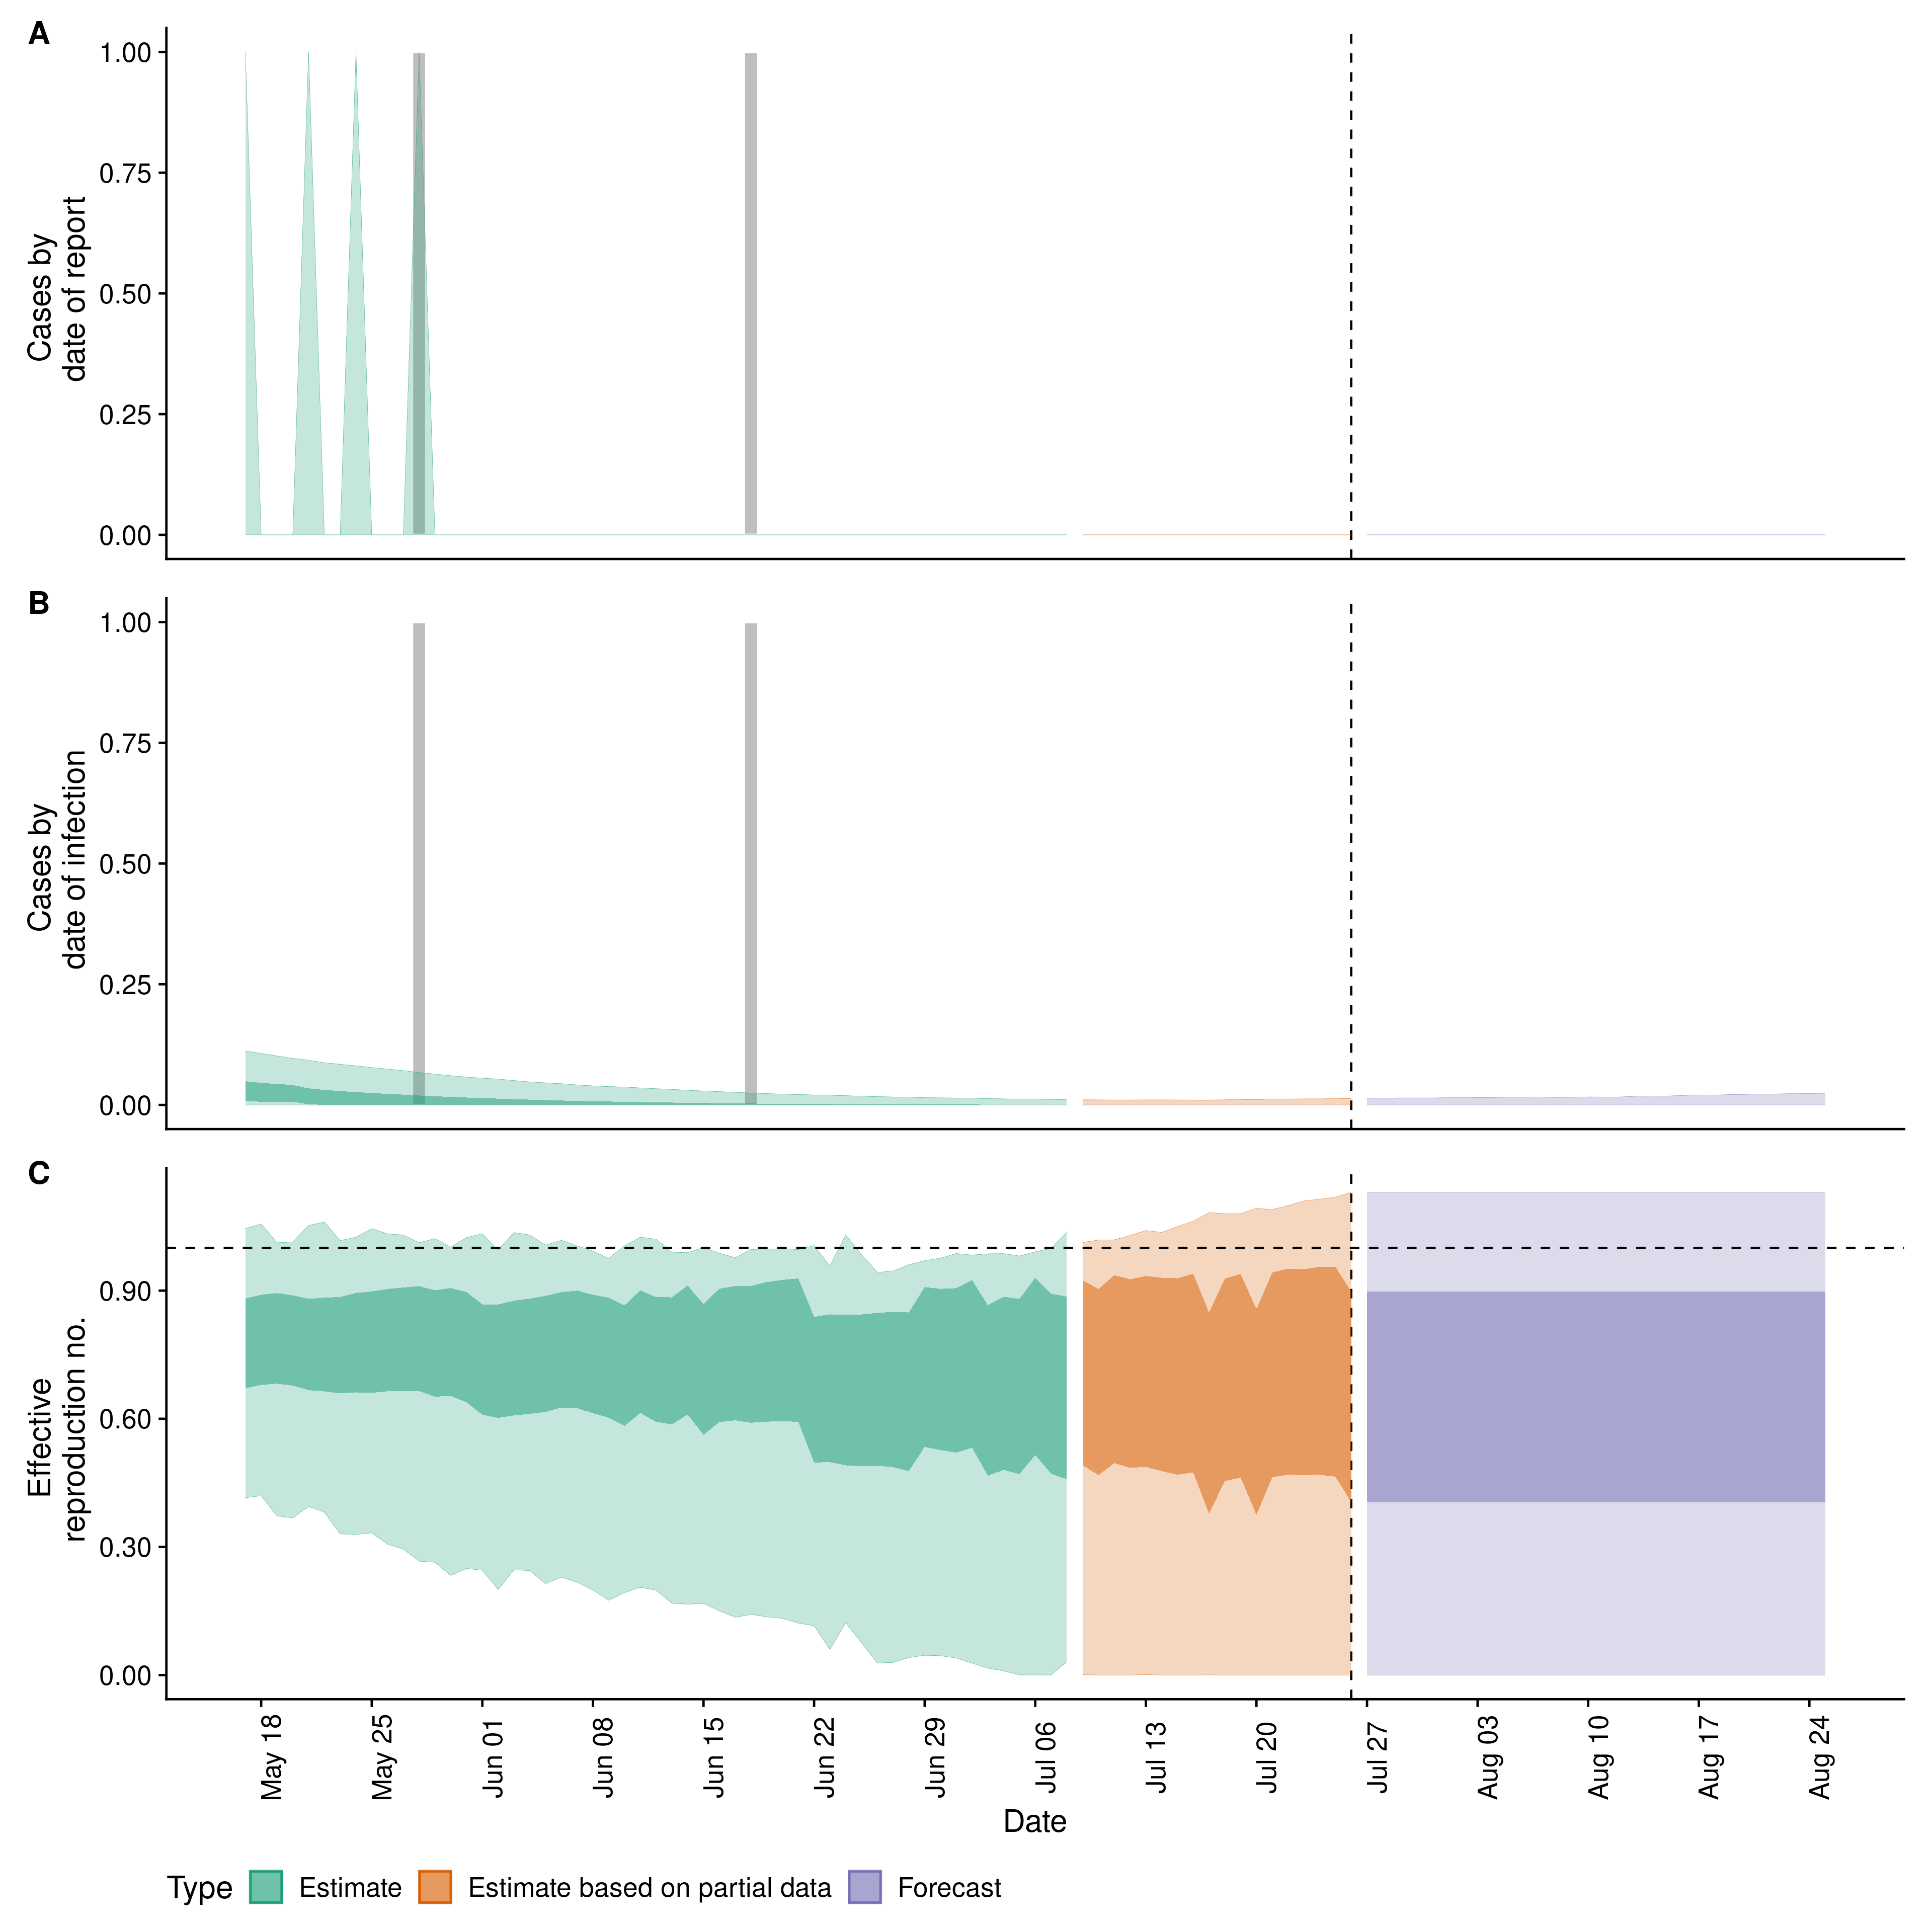 A
1.00
0.75
0.50
0.25
0.00
Cases by
date of report
B
1.00
0.75
0.50
0.25
0.00
Cases by
date of infection
C
0.90
0.60
0.30
0.00
Effective
reproduction no.
May 18
May 25
Jun 01
Jun 08
Jun 15
Jun 22
Jun 29
Jul 06
Jul 13
Jul 20
Jul 27
Aug 03
Aug 10
Aug 17
Aug 24
Date
Type Estimate Estimate based on partial data Forecast